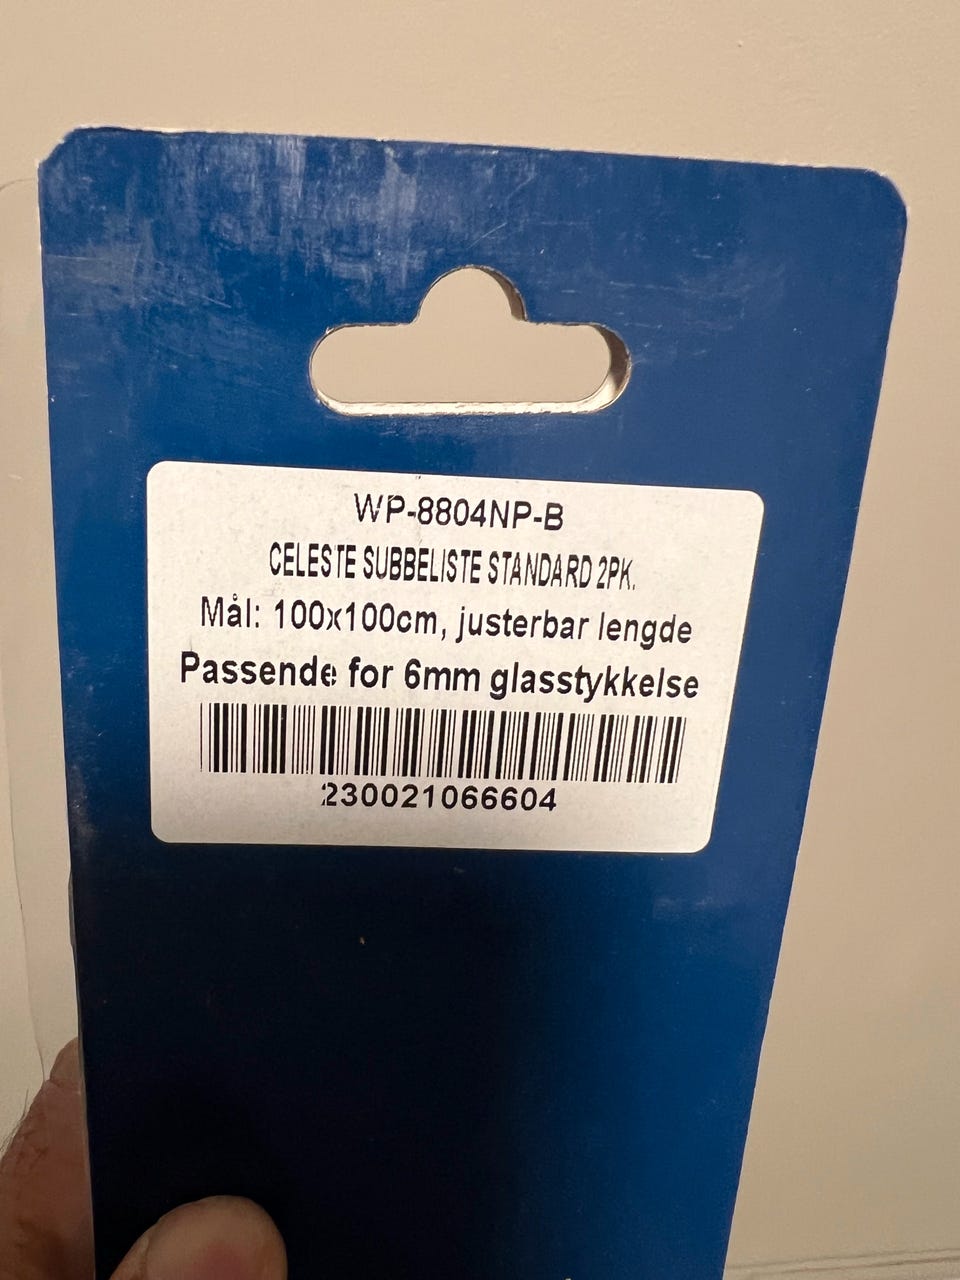 WP-8804NP-B
CELESTE SUBBELISTE STANDARD 2PK.
Mål: 100x100cm, justerbar lengde
Passende for 6mm glasstykkelse
230021066604